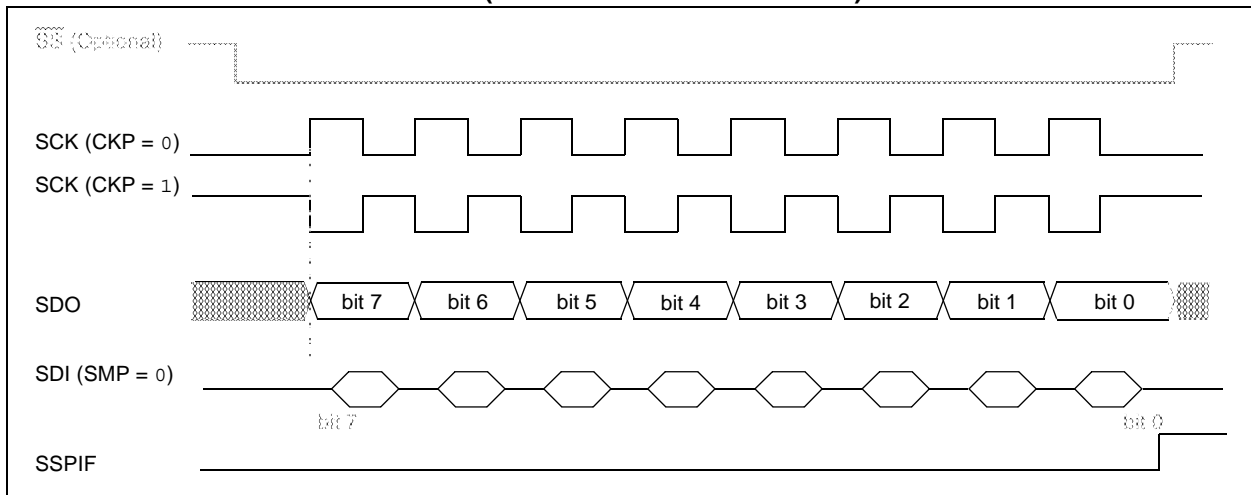 SS (Optional)
SCK (CKP = 0)
SCK (CKP = 1)
SDO
bit 7 bit 6 bit 5 bit 4 bit 3 bit 2 bit 1 bit 0
SDI (SMP = 0)
bit 7 bit 0
SSPIF